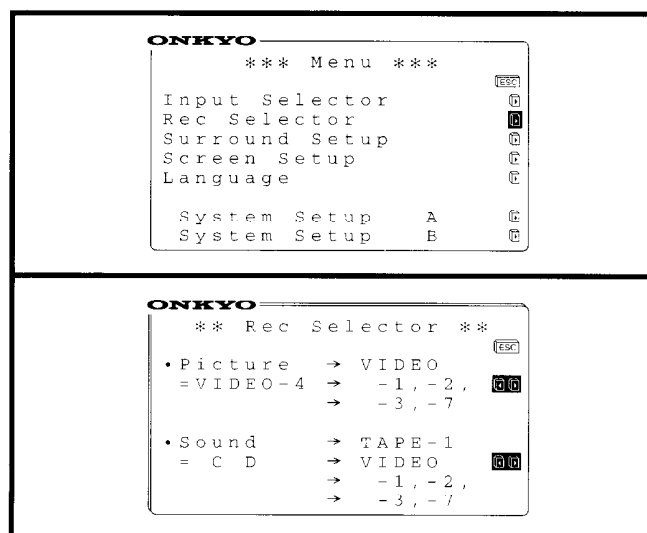 ONKYO
*** Menu ***
ESC
Input Selector
Rec Selector
Surround Setup
Screen Setup
Language
System Setup A
System Setup B
ONKYO
** Rec Selector **
ESC
•Picture → VIDEO
=VIDEO-4 → -1,-2,
→ -3,-7
•Sound → TAPE-1
= C D → VIDEO
→ -1,-2,
→ -3,-7